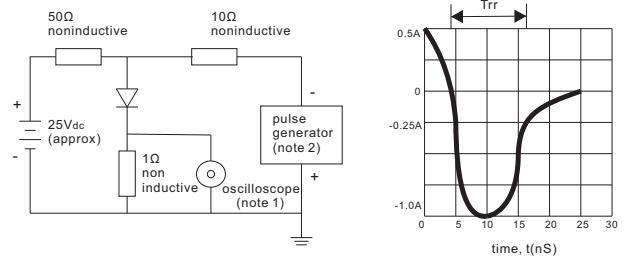 50Ω
noninductive
10Ω
noninductive
+
25Vdc
(approx)
-
1Ω
non
inductive
oscilloscope
(note 1)
-
pulse
generator
(note 2)
+
Trr
0.5A
0
-0.25A
-1.0A
0 5 10 15 20 25 30
time, t(nS)